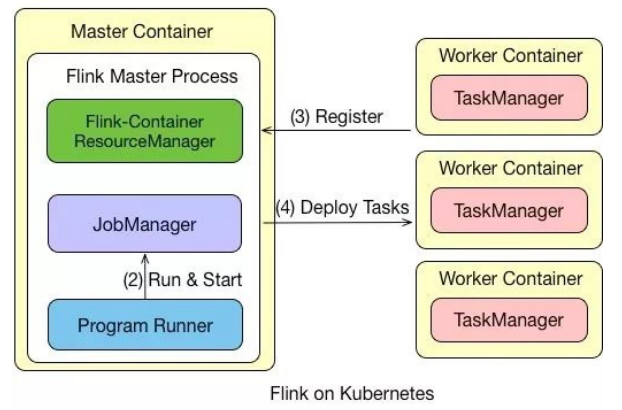 Master Container
Flink Master Process
Flink-Container
ResourceManager
JobManager
(2) Run & Start
Program Runner
(3) Register
(4) Deploy Tasks
Worker Container
TaskManager
Worker Container
TaskManager
Worker Container
TaskManager
Flink on Kubernetes